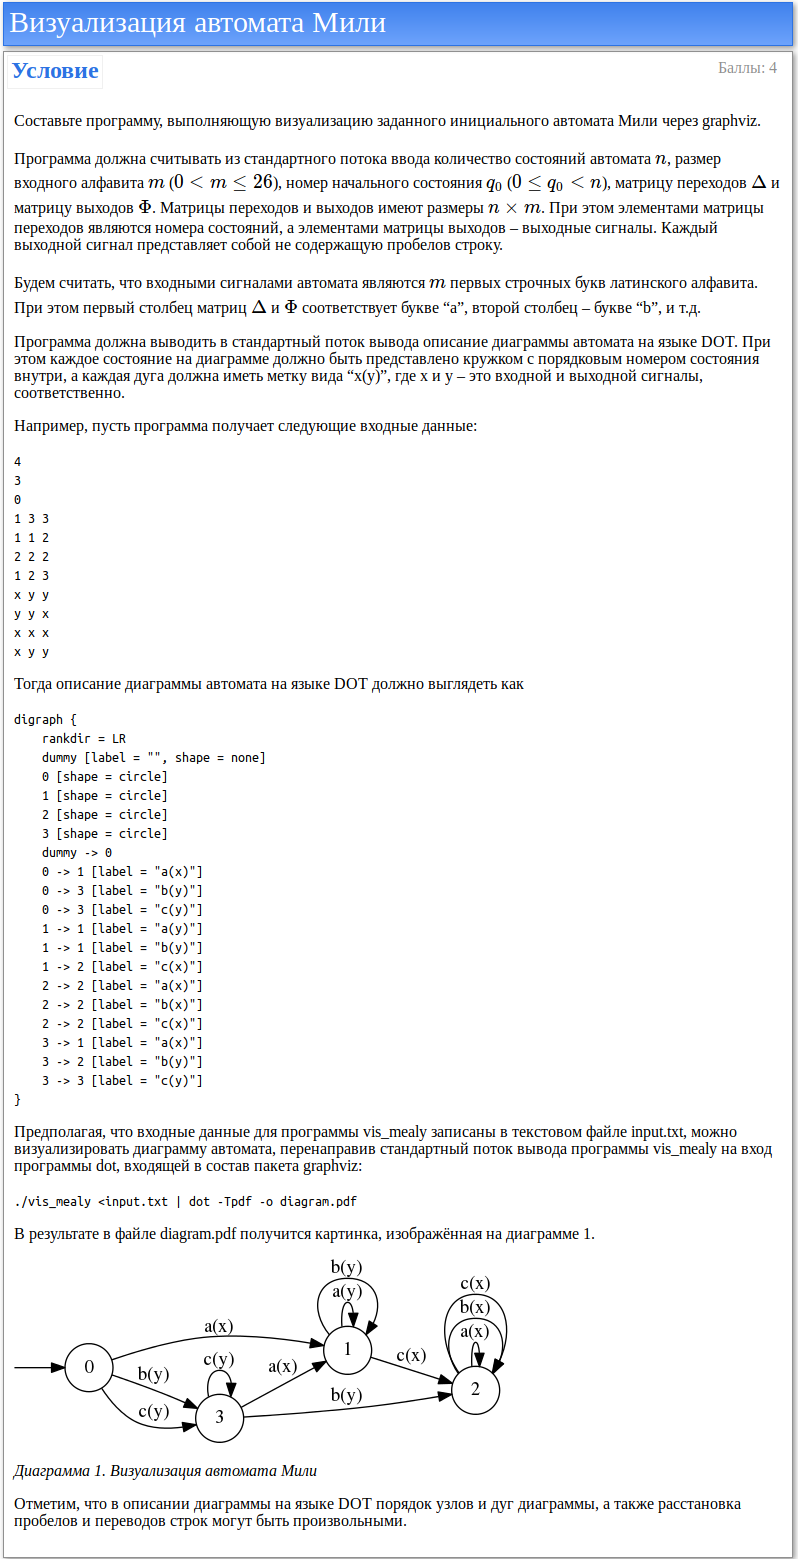 Визуализация автомата Мили
Условие
Баллы: 4
Составьте программу, выполняющую визуализацию заданного инициального автомата Мили через graphviz.
Программа должна считывать из стандартного потока ввода количество состояний автомата n, размер
входного алфавита m (0 < m ≤ 26), номер начального состояния q₀ (0 ≤ q₀ < n), матрицу переходов Δ и
матрицу выходов Φ. Матрицы переходов и выходов имеют размеры n × m. При этом элементами матрицы
переходов являются номера состояний, а элементами матрицы выходов – выходные сигналы. Каждый
выходной сигнал представляет собой не содержащую пробелов строку.
Будем считать, что входными сигналами автомата являются m первых строчных букв латинского алфавита.
При этом первый столбец матриц Δ и Φ соответствует букве “a”, второй столбец – букве “b”, и т.д.
Программа должна выводить в стандартный поток вывода описание диаграммы автомата на языке DOT. При
этом каждое состояние на диаграмме должно быть представлено кружком с порядковым номером состояния
внутри, а каждая дуга должна иметь метку вида “x(y)”, где x и y – это входной и выходной сигналы,
соответственно.
Например, пусть программа получает следующие входные данные:
4
3
0
1 3 3
1 1 2
2 2 2
1 2 3
x y y
y y x
x x x
x y y
Тогда описание диаграммы автомата на языке DOT должно выглядеть как
digraph {
    rankdir = LR
    dummy [label = "", shape = none]
    0 [shape = circle]
    1 [shape = circle]
    2 [shape = circle]
    3 [shape = circle]
    dummy -> 0
    0 -> 1 [label = "a(x)"]
    0 -> 3 [label = "b(y)"]
    0 -> 3 [label = "c(y)"]
    1 -> 1 [label = "a(y)"]
    1 -> 1 [label = "b(y)"]
    1 -> 2 [label = "c(x)"]
    2 -> 2 [label = "a(x)"]
    2 -> 2 [label = "b(x)"]
    2 -> 2 [label = "c(x)"]
    3 -> 1 [label = "a(x)"]
    3 -> 2 [label = "b(y)"]
    3 -> 3 [label = "c(y)"]
}
Предполагая, что входные данные для программы vis_mealy записаны в текстовом файле input.txt, можно
визуализировать диаграмму автомата, перенаправив стандартный поток вывода программы vis_mealy на вход
программы dot, входящей в состав пакета graphviz:
./vis_mealy <input.txt | dot -Tpdf -o diagram.pdf
В результате в файле diagram.pdf получится картинка, изображённая на диаграмме 1.
b(y)
a(y)
c(x)
b(x)
a(x)
a(x)
1
c(x)
0
b(y)
c(y)
a(x)
2
c(y)
3
b(y)
Диаграмма 1. Визуализация автомата Мили
Отметим, что в описании диаграммы на языке DOT порядок узлов и дуг диаграммы, а также расстановка
пробелов и переводов строк могут быть произвольными.